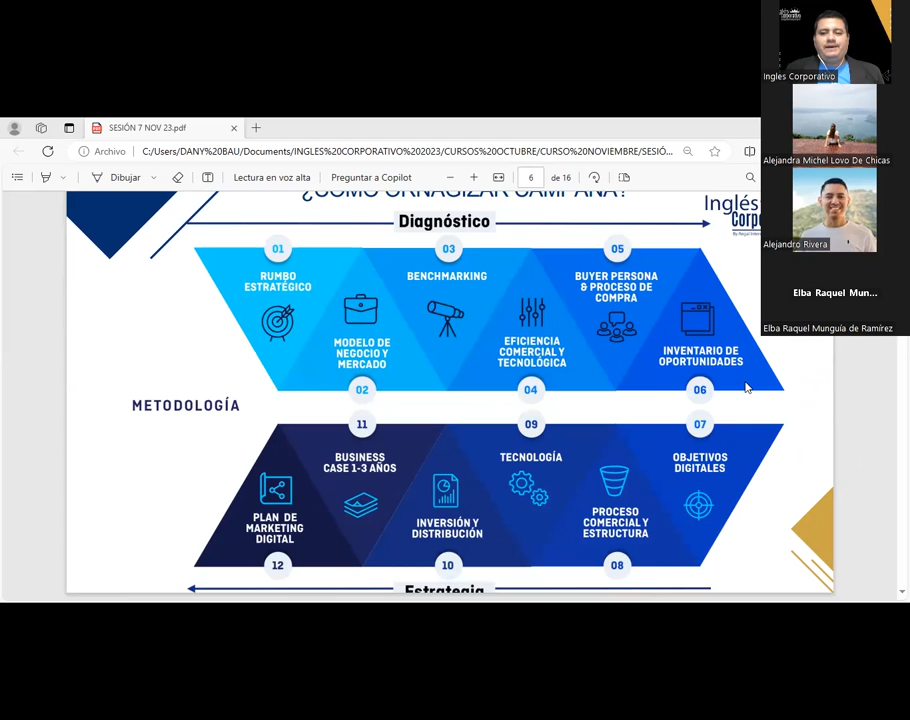 SESIÓN 7 NOV 23.pdf
Archivo
C:/Users/DANY%20BAU/Documents/INGLES%20CORPORATIVO%202023/CURSOS%20OCTUBRE/CURSO%20NOVIEMBRE/SESIÓ...
Dibujar
Lectura en voz alta
Preguntar a Copilot
6
de 16
¿COMO ORNAGIZAR CAMPAÑA?
Inglés
Corp
Diagnóstico
01
RUMBO
ESTRATÉGICO
03
BENCHMARKING
05
BUYER PERSONA
& PROCESO DE
COMPRA
MODELO DE
NEGOCIO Y
MERCADO
02
EFICIENCIA
COMERCIAL Y
TECNOLÓGICA
04
INVENTARIO DE
OPORTUNIDADES
06
METODOLOGÍA
11
BUSINESS
CASE 1-3 AÑOS
09
TECNOLOGÍA
07
OBJETIVOS
DIGITALES
PLAN DE
MARKETING
DIGITAL
12
INVERSIÓN Y
DISTRIBUCIÓN
10
PROCESO
COMERCIAL Y
ESTRUCTURA
08
Estrategia
Ingles Corporativo
Alejandra Michel Lovo De Chicas
Alejandro Rivera
Elba Raquel Mun...
Elba Raquel Munguía de Ramírez